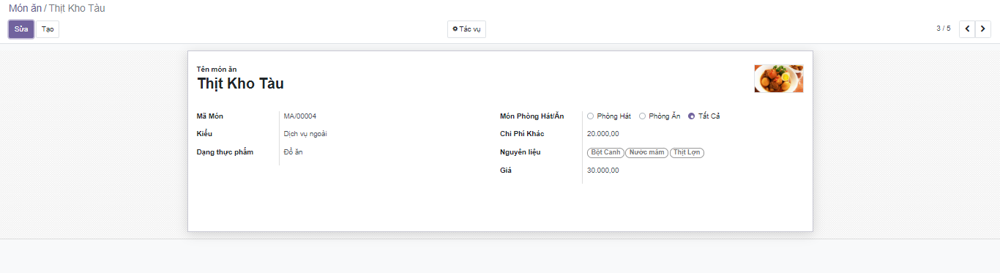 Món ăn / Thịt Kho Tàu
Sửa Tạo Tác vụ 3 / 5
Tên món ăn
Thịt Kho Tàu
Mã Món MA/00004
Kiểu Dịch vụ ngoài
Dạng thực phẩm Đồ ăn
Món Phòng Hát/Ăn Phòng Hát Phòng Ăn Tất Cả
Chi Phí Khác 20.000,00
Nguyên liệu Bột Canh Nước mắm Thịt Lợn
Giá 30.000,00